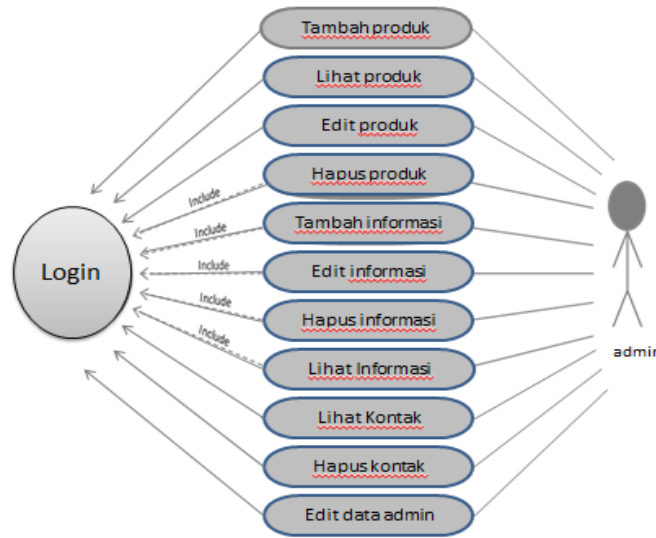 Tambah produk
Lihat produk
Edit produk
Hapus produk
Include
Tambah informasi
Include
Login
Edit informasi
Include
Hapus informasi
Include
admin
Lihat Informasi
Include
Lihat Kontak
Hapus kontak
Edit data admin